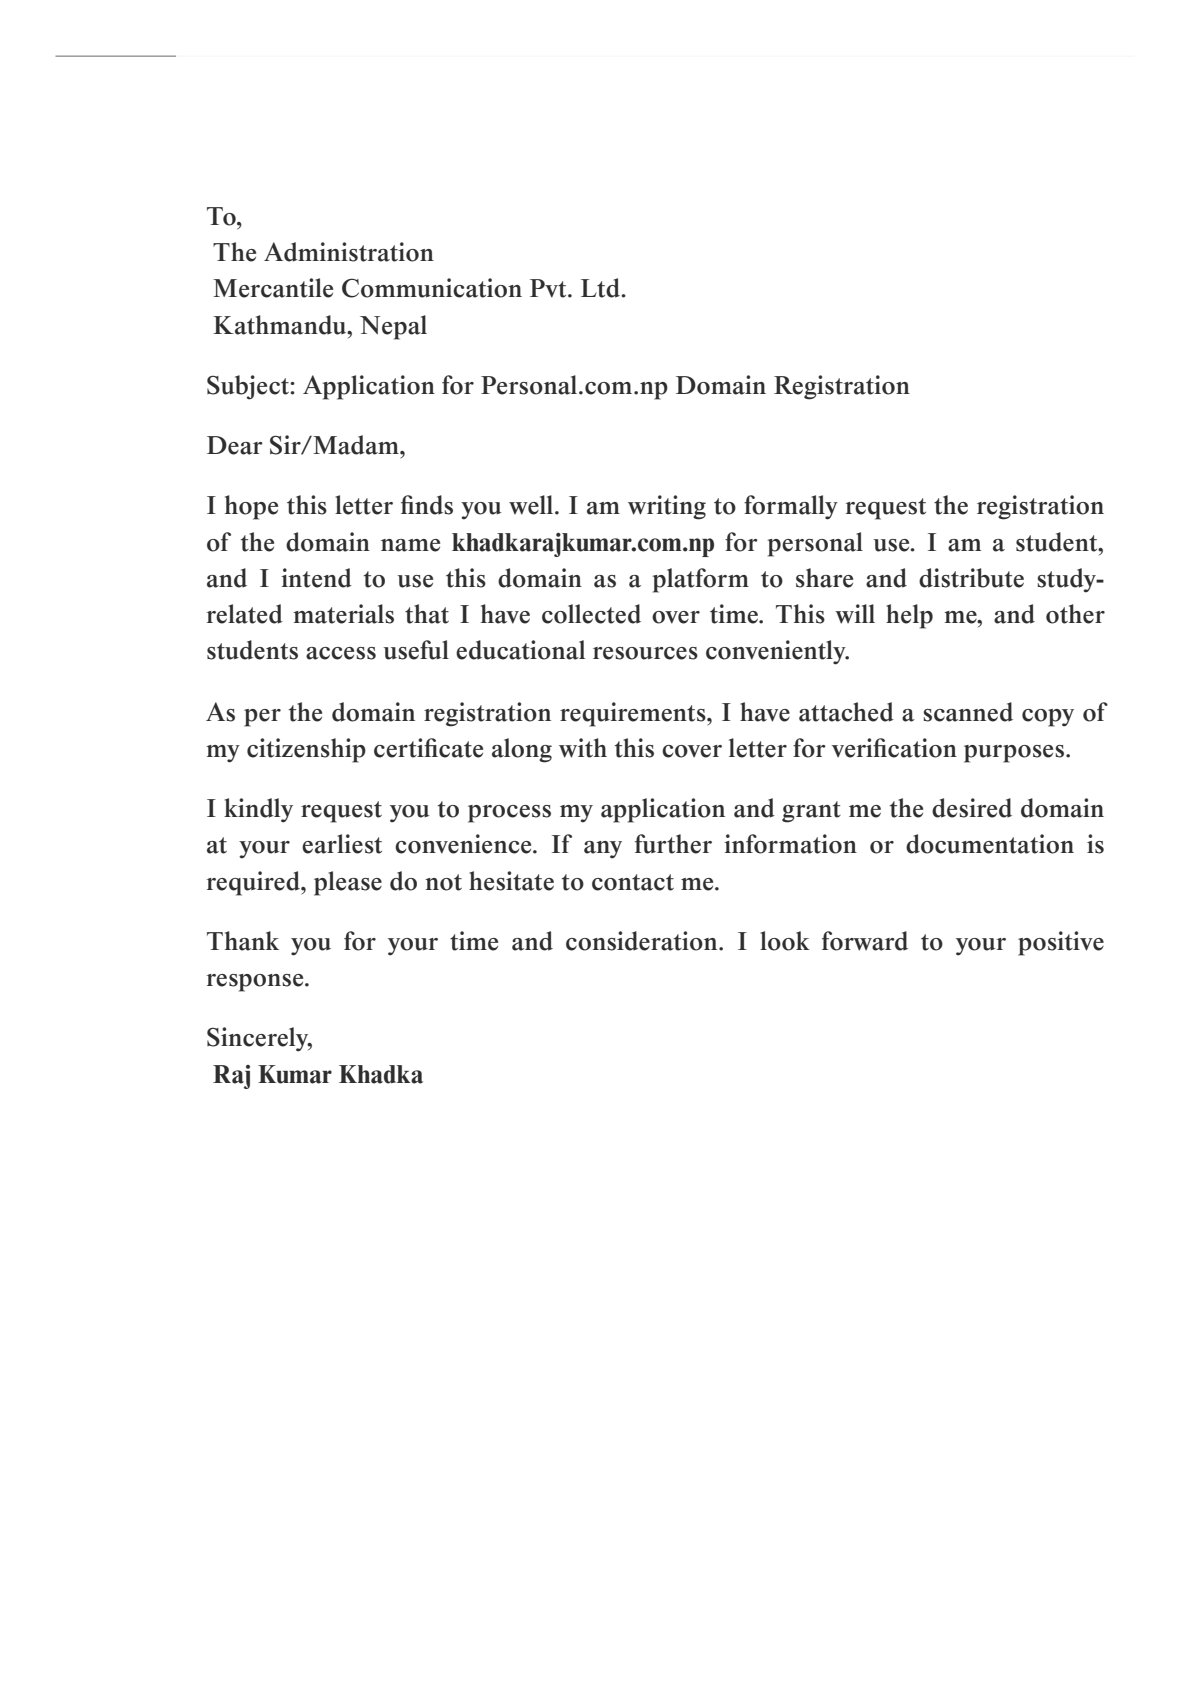 To,
The Administration
Mercantile Communication Pvt. Ltd.
Kathmandu, Nepal
Subject: Application for Personal.com.np Domain Registration
Dear Sir/Madam,
I hope this letter finds you well. I am writing to formally request the registration
of the domain name khadkarajkumar.com.np for personal use. I am a student,
and I intend to use this domain as a platform to share and distribute study-
related materials that I have collected over time. This will help me, and other
students access useful educational resources conveniently.
As per the domain registration requirements, I have attached a scanned copy of
my citizenship certificate along with this cover letter for verification purposes.
I kindly request you to process my application and grant me the desired domain
at your earliest convenience. If any further information or documentation is
required, please do not hesitate to contact me.
Thank you for your time and consideration. I look forward to your positive
response.
Sincerely,
Raj Kumar Khadka